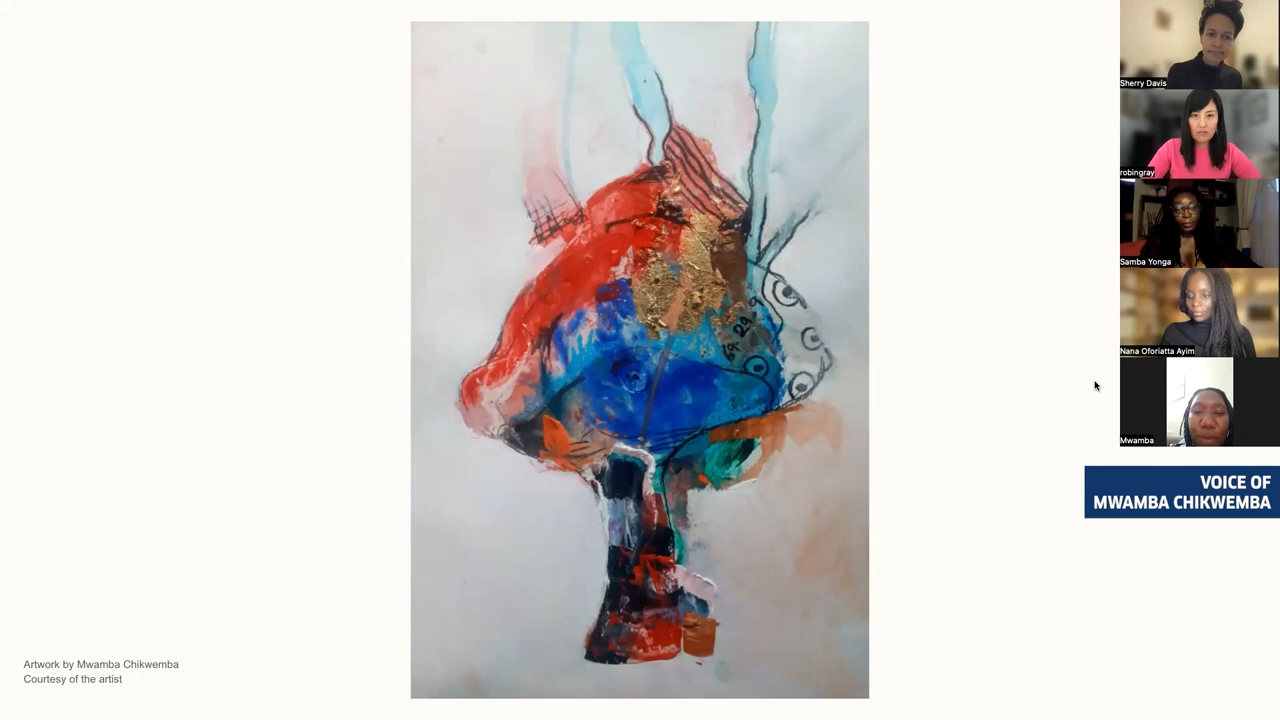 Sherry Davis
robingray
Samba Yonga
Nana Oforiatta Ayim
Mwamba
VOICE OF
MWAMBA CHIKWEMBA
Artwork by Mwamba Chikwemba
Courtesy of the artist